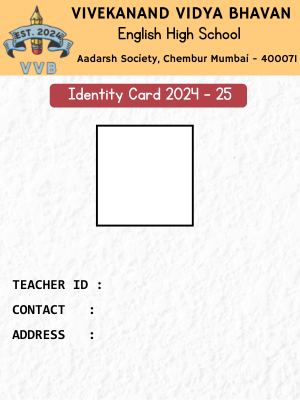 VIVEKANAND VIDYA BHAVAN
English High School
Aadarsh Society, Chembur Mumbai - 400071
EST. 2024
VVB
Identity Card 2024 - 25
TEACHER ID :
CONTACT :
ADDRESS :